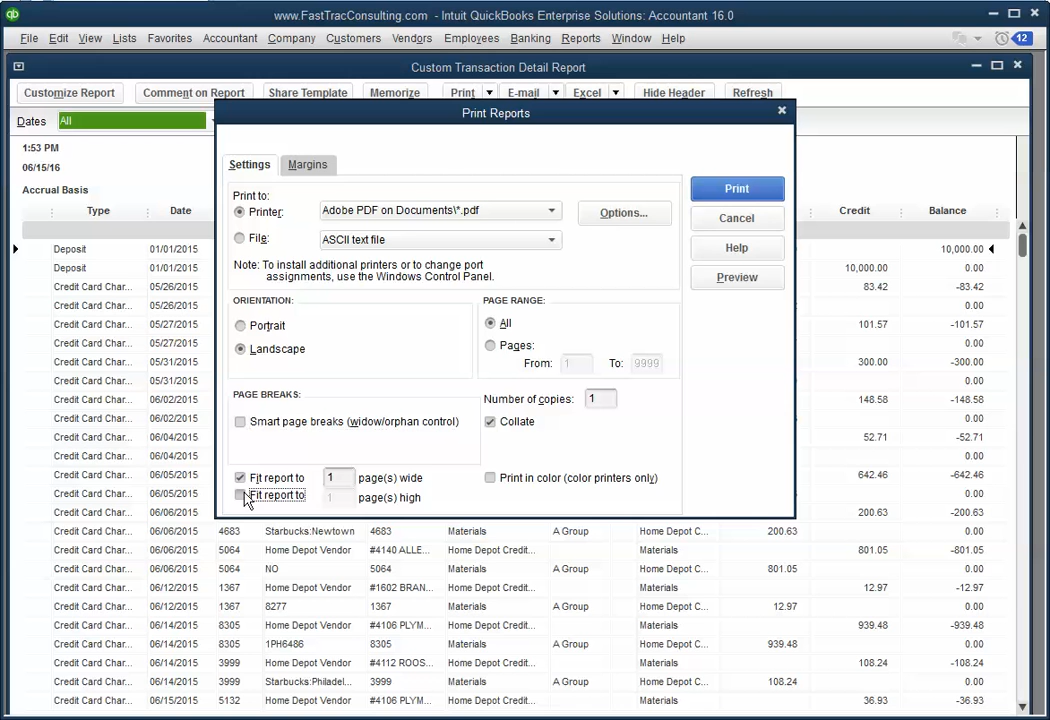 www.FastTracConsulting.com - Intuit QuickBooks Enterprise Solutions: Accountant 16.0
File Edit View Lists Favorites Accountant Company Customers Vendors Employees Banking Reports Window Help 12
Custom Transaction Detail Report
Customize Report Comment on Report Share Template Memorize Print E-mail Excel Hide Header Refresh
Print Reports
Dates All
1:53 PM
06/15/16
Accrual Basis
Type Date Credit Balance
Settings Margins
Print to:
Printer: Adobe PDF on Documents\*.pdf Options...
File: ASCII text file
Note: To install additional printers or to change port
assignments, use the Windows Control Panel.
ORIENTATION:
Portrait
Landscape
PAGE RANGE:
All
Pages:
From: 1 To: 9999
PAGE BREAKS:
Smart page breaks (widow/orphan control)
Number of copies: 1
Collate
Fit report to 1 page(s) wide
Fit report to 1 page(s) high
Print in color (color printers only)
Print
Cancel
Help
Preview
Deposit 01/01/2015 10,000.00
Deposit 01/01/2015 10,000.00 0.00
Credit Card Char... 05/26/2015 83.42 -83.42
Credit Card Char... 05/26/2015 0.00
Credit Card Char... 05/27/2015 101.57 -101.57
Credit Card Char... 05/27/2015 0.00
Credit Card Char... 05/31/2015 300.00 -300.00
Credit Card Char... 05/31/2015 0.00
Credit Card Char... 06/02/2015 148.58 -148.58
Credit Card Char... 06/02/2015 0.00
Credit Card Char... 06/04/2015 52.71 -52.71
Credit Card Char... 06/04/2015 0.00
Credit Card Char... 06/05/2015 642.46 -642.46
Credit Card Char... 06/05/2015 0.00
Credit Card Char... 06/06/2015 200.63 -200.63
Credit Card Char... 06/06/2015 4683 Starbucks:Newtown 4683 Materials A Group Home Depot C... 200.63 0.00
Credit Card Char... 06/06/2015 5064 Home Depot Vendor #4140 ALLE... Home Depot Credit... Materials 801.05 -801.05
Credit Card Char... 06/06/2015 5064 NO 5064 Materials A Group Home Depot C... 801.05 0.00
Credit Card Char... 06/12/2015 1367 Home Depot Vendor #1602 BRAN... Home Depot Credit... Materials 12.97 -12.97
Credit Card Char... 06/12/2015 1367 8277 1367 Materials A Group Home Depot C... 12.97 0.00
Credit Card Char... 06/14/2015 8305 Home Depot Vendor #4106 PLYM... Home Depot Credit... Materials 939.48 -939.48
Credit Card Char... 06/14/2015 8305 1PH6486 8305 Materials A Group Home Depot C... 939.48 0.00
Credit Card Char... 06/14/2015 3999 Home Depot Vendor #4112 ROOS... Home Depot Credit... Materials 108.24 -108.24
Credit Card Char... 06/14/2015 3999 Starbucks:Philadel... 3999 Materials A Group Home Depot C... 108.24 0.00
Credit Card Char... 06/15/2015 5132 Home Depot Vendor #4106 PLYM... Home Depot Credit... Materials 36.93 -36.93